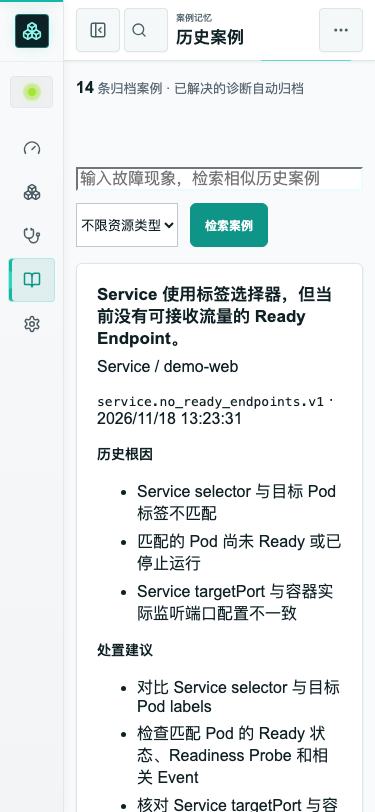 案例记忆
历史案例
14 条归档案例 · 已解决的诊断自动归档
输入故障现象，检索相似历史案例
不限资源类型
检索案例
Service 使用标签选择器，但当
前没有可接收流量的 Ready
Endpoint。
Service / demo-web
service.no_ready_endpoints.v1 ·
2026/11/18 13:23:31
历史根因
• Service selector 与目标 Pod
标签不匹配
• 匹配的 Pod 尚未 Ready 或已
停止运行
• Service targetPort 与容器实
际监听端口配置不一致
处置建议
• 对比 Service selector 与目标
Pod labels
• 检查匹配 Pod 的 Ready 状
态、Readiness Probe 和相
关 Event
• 核对 Service targetPort 与容